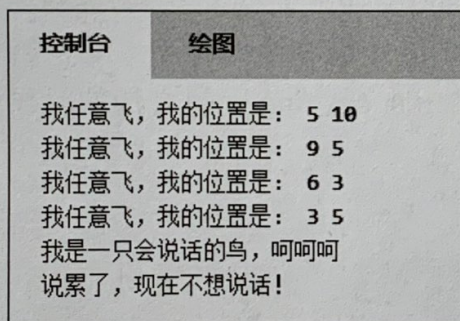 控制台 绘图
我任意飞，我的位置是： 5 10
我任意飞，我的位置是： 9 5
我任意飞，我的位置是： 6 3
我任意飞，我的位置是： 3 5
我是一只会说话的鸟，呵呵呵
说累了，现在不想说话！